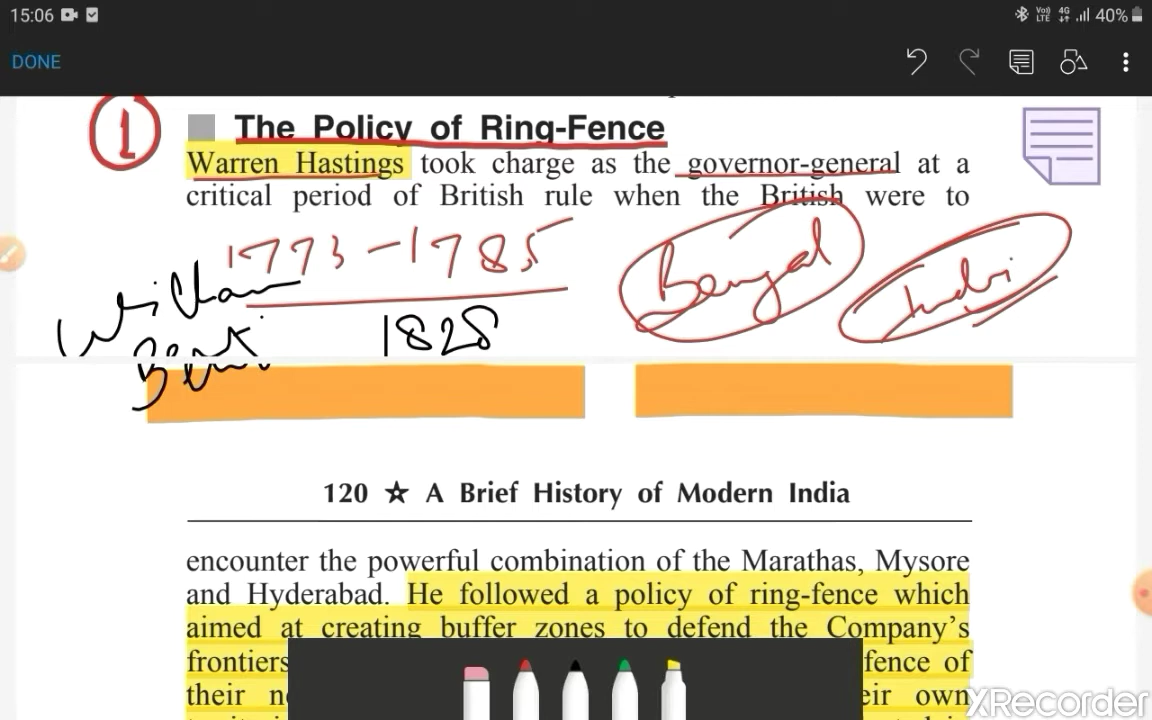 15:06 Vo) LTE 4G 40%
DONE
1
The Policy of Ring-Fence
Warren Hastings took charge as the governor-general at a
critical period of British rule when the British were to
1773-1785
Bengal
William
1828
120 ☆ A Brief History of Modern India
encounter the powerful combination of the Marathas, Mysore
and Hyderabad. He followed a policy of ring-fence which
aimed at creating buffer zones to defend the Company's
frontiers fence of
their own
XRecorder